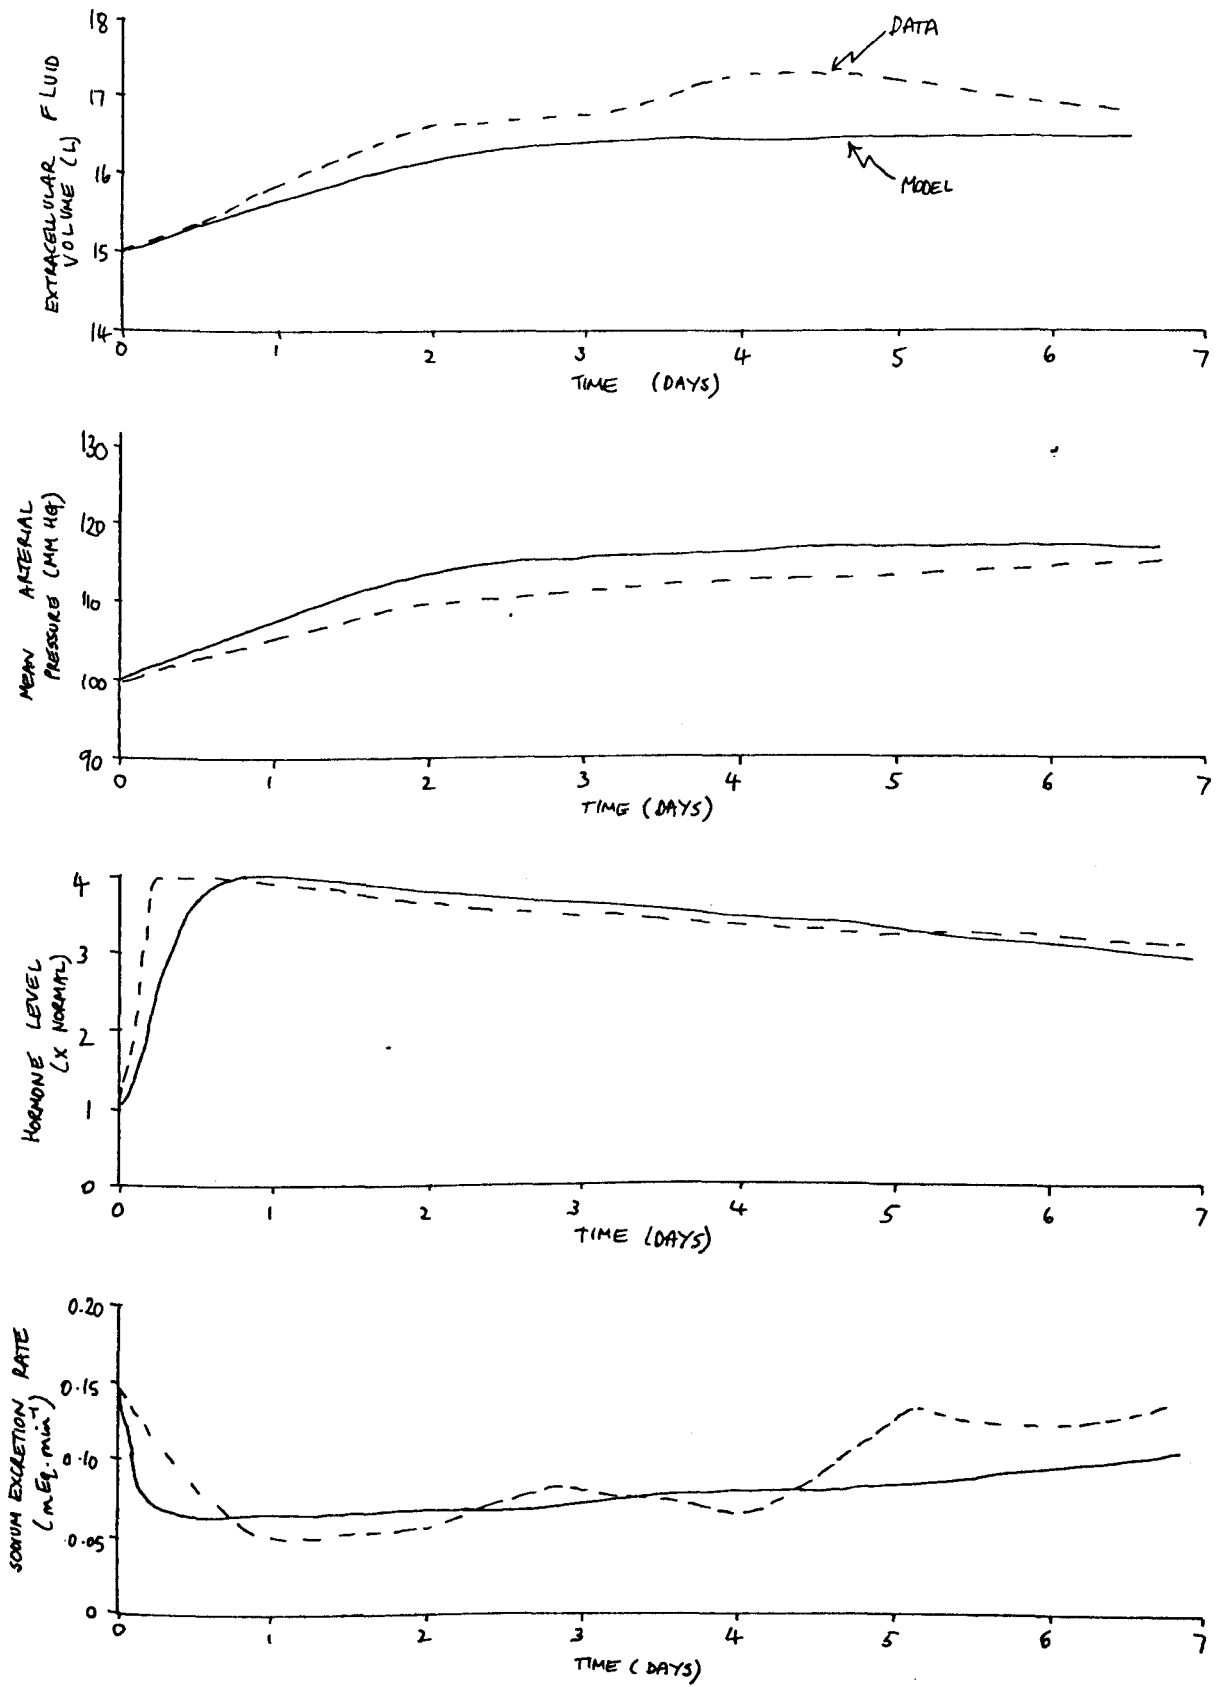 18
17
16
15
14
EXTRACELLULAR FLUID
VOLUME (L)
DATA
MODEL
0 1 2 3 4 5 6 7
TIME (DAYS)
130
120
110
100
90
MEAN ARTERIAL
PRESSURE (MM HG)
0 1 2 3 4 5 6 7
TIME (DAYS)
4
3
2
1
0
HORMONE LEVEL
(X NORMAL)
0 1 2 3 4 5 6 7
TIME (DAYS)
0.20
0.15
0.10
0.05
0
SODIUM EXCRETION RATE
(mEq.min⁻¹)
0 1 2 3 4 5 6 7
TIME (DAYS)